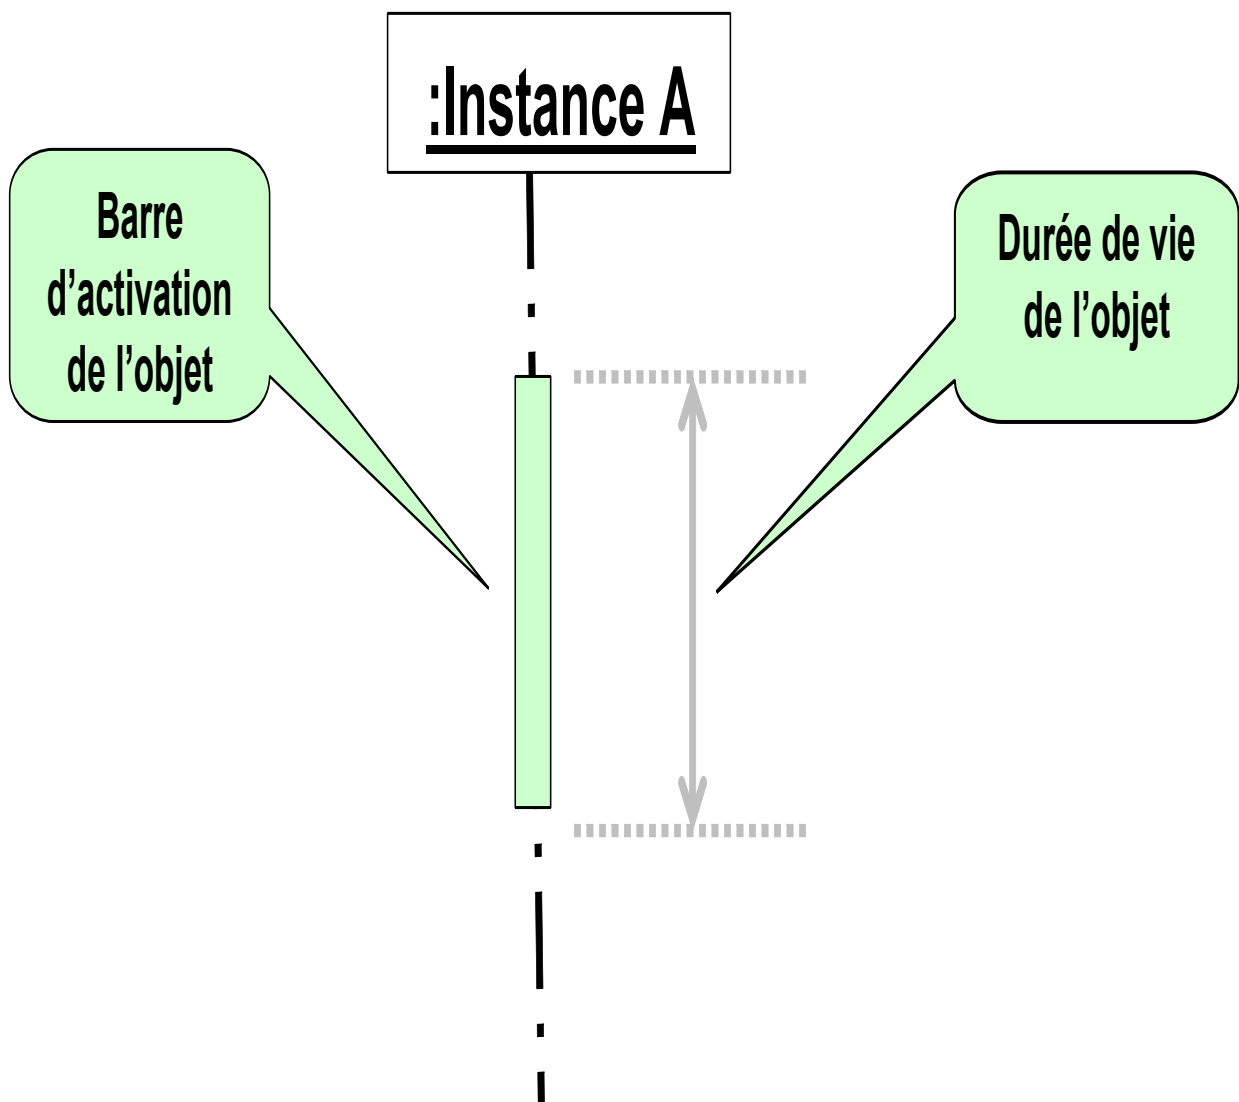 :Instance A
Barre
d’activation
de l’objet
Durée de vie
de l’objet